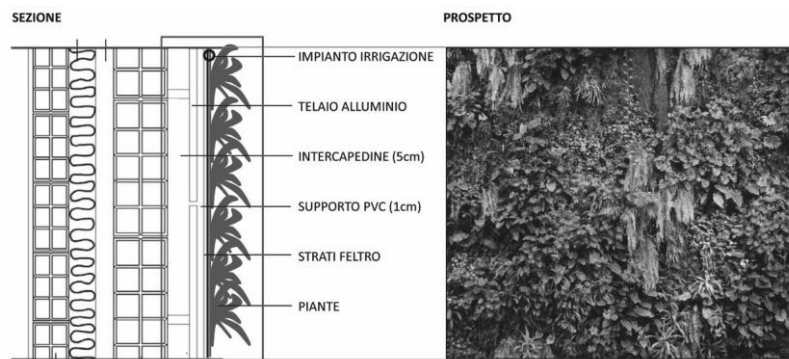 SEZIONE
PROSPETTO
IMPIANTO IRRIGAZIONE
TELAIO ALLUMINIO
INTERCAPEDINE (5cm)
SUPPORTO PVC (1cm)
STRATI FELTRO
PIANTE